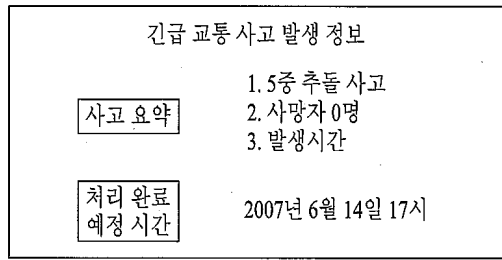 긴급 교통 사고 발생 정보
사고 요약
1. 5중 추돌 사고
2. 사망자 0명
3. 발생시간
처리 완료
예정 시간
2007년 6월 14일 17시